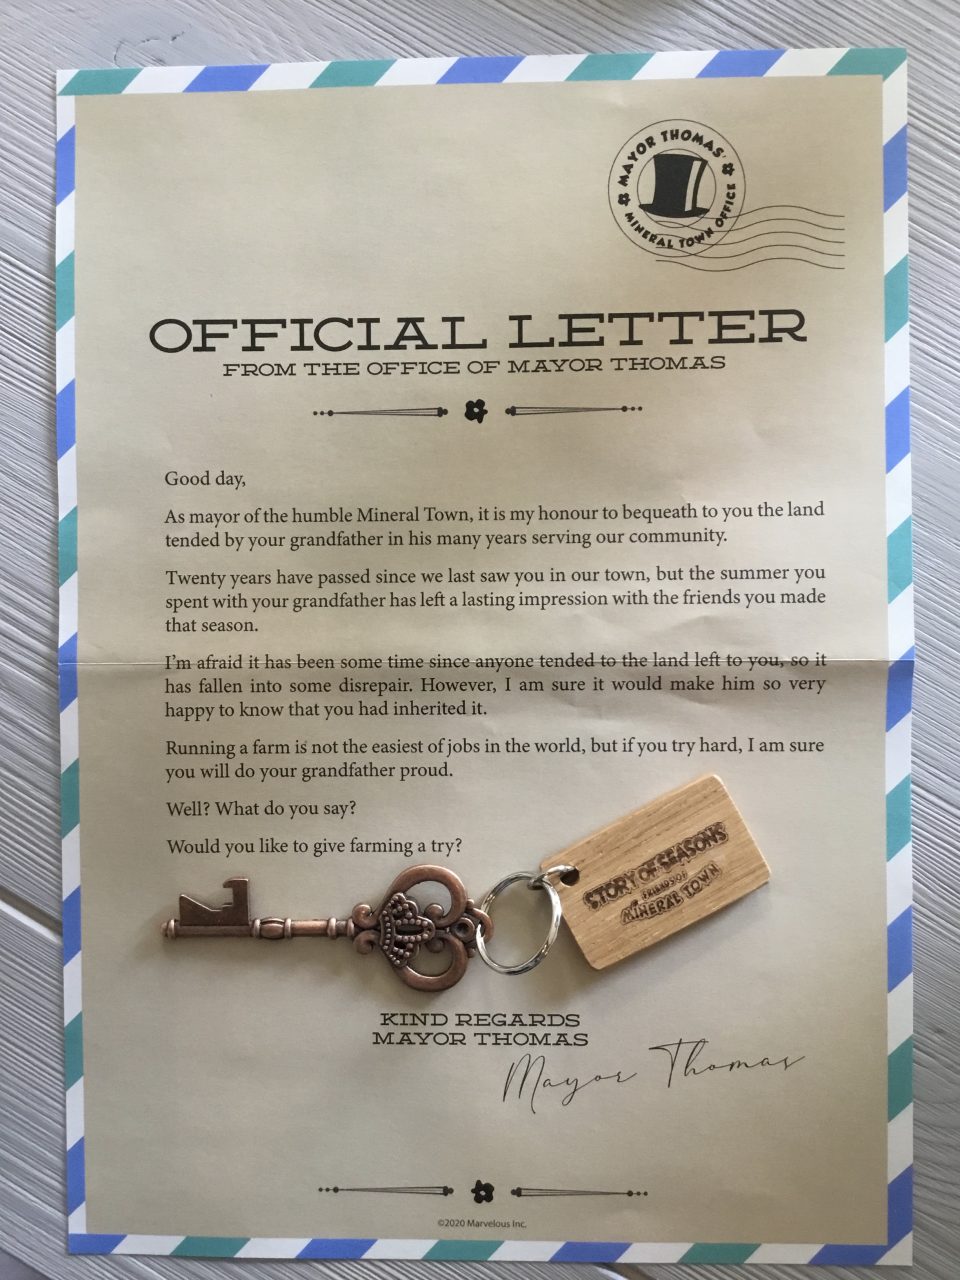 MAYOR THOMAS'
MINERAL TOWN OFFICE
OFFICIAL LETTER
FROM THE OFFICE OF MAYOR THOMAS
Good day,
As mayor of the humble Mineral Town, it is my honour to bequeath to you the land
tended by your grandfather in his many years serving our community.
Twenty years have passed since we last saw you in our town, but the summer you
spent with your grandfather has left a lasting impression with the friends you made
that season.
I'm afraid it has been some time since anyone tended to the land left to you, so it
has fallen into some disrepair. However, I am sure it would make him so very
happy to know that you had inherited it.
Running a farm is not the easiest of jobs in the world, but if you try hard, I am sure
you will do your grandfather proud.
Well? What do you say?
Would you like to give farming a try?
STORY OF SEASONS
FRIENDS OF
MINERAL TOWN
KIND REGARDS
MAYOR THOMAS
Mayor Thomas
©2020 Marvelous Inc.